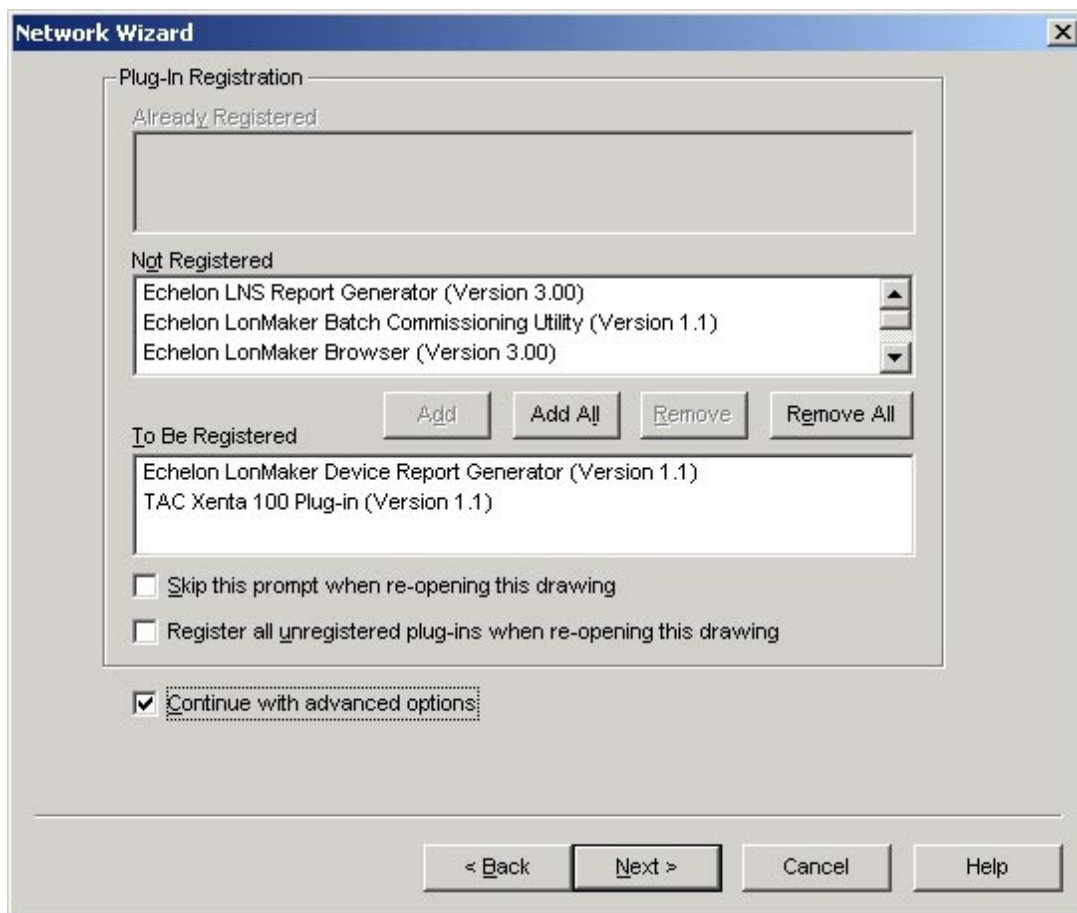 Network Wizard
Plug-In Registration
Already Registered
Not Registered
Echelon LNS Report Generator (Version 3.00)
Echelon LonMaker Batch Commissioning Utility (Version 1.1)
Echelon LonMaker Browser (Version 3.00)
Add Add All Remove Remove All
To Be Registered
Echelon LonMaker Device Report Generator (Version 1.1)
TAC Xenta 100 Plug-in (Version 1.1)
Skip this prompt when re-opening this drawing
Register all unregistered plug-ins when re-opening this drawing
Continue with advanced options
< Back Next > Cancel Help